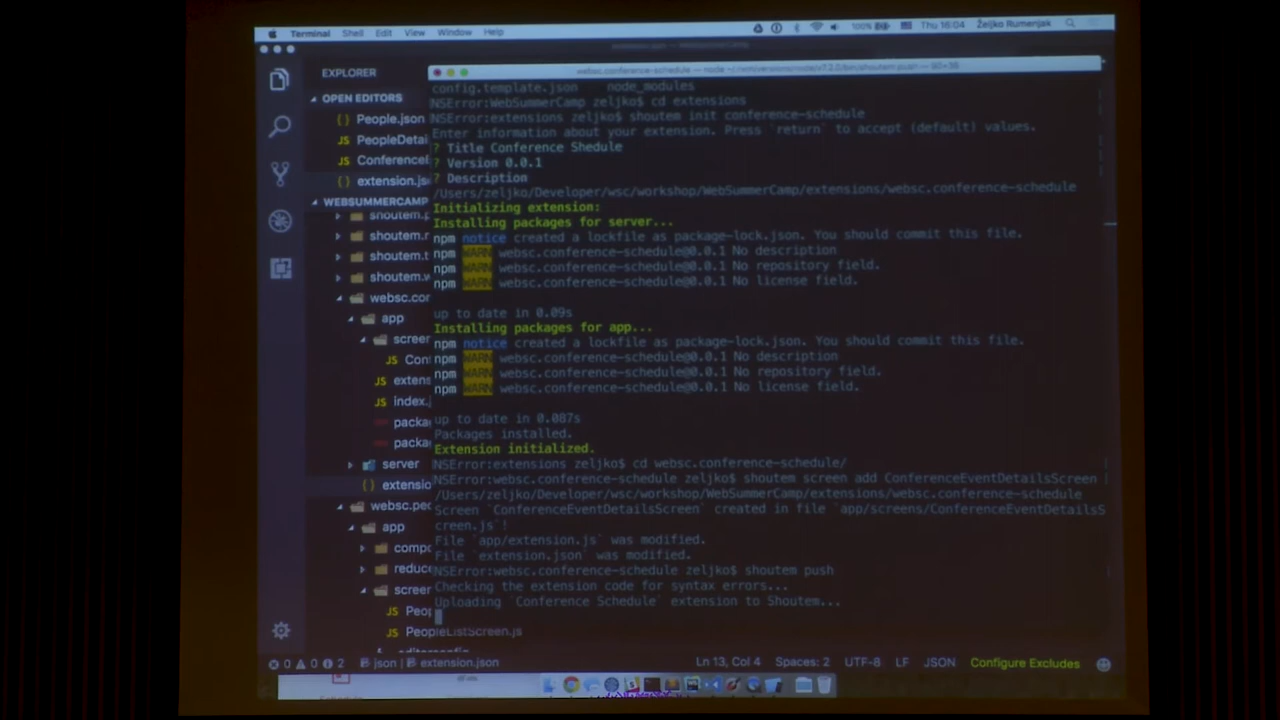 Terminal Shell Edit View Window Help 100% Thu 16:04 Željko Rumenjak
EXPLORER
OPEN EDITORS
People.json
PeopleDetai
ConferenceE
extension.js
WEBSUMMERCAMP
shoutem.p
shoutem.r
shoutem.t
shoutem.w
websc.con
app
screen
Con
extens
index.j
packa
packa
server
extensio
websc.peo
app
compo
reduce
screen
Peop
PeopleListScreen.js
config.template.json node_modules
NSError:WebSummerCamp zeljko$ cd extensions
NSError:extensions zeljko$ shoutem init conference-schedule
Enter information about your extension. Press `return` to accept (default) values.
? Title Conference Shedule
? Version 0.0.1
? Description
/Users/zeljko/Developer/wsc/workshop/WebSummerCamp/extensions/websc.conference-schedule
Initializing extension:
Installing packages for server...
npm notice created a lockfile as package-lock.json. You should commit this file.
npm WARN websc.conference-schedule@0.0.1 No description
npm WARN websc.conference-schedule@0.0.1 No repository field.
npm WARN websc.conference-schedule@0.0.1 No license field.
up to date in 0.09s
Installing packages for app...
npm notice created a lockfile as package-lock.json. You should commit this file.
npm WARN websc.conference-schedule@0.0.1 No description
npm WARN websc.conference-schedule@0.0.1 No repository field.
npm WARN websc.conference-schedule@0.0.1 No license field.
up to date in 0.087s
Packages installed.
Extension initialized.
NSError:extensions zeljko$ cd websc.conference-schedule/
NSError:websc.conference-schedule zeljko$ shoutem screen add ConferenceEventDetailsScreen
/Users/zeljko/Developer/wsc/workshop/WebSummerCamp/extensions/websc.conference-schedule
Screen `ConferenceEventDetailsScreen` created in file `app/screens/ConferenceEventDetailsS
creen.js`!
File `app/extension.js` was modified.
File `extension.json` was modified.
NSError:websc.conference-schedule zeljko$ shoutem push
Checking the extension code for syntax errors...
Uploading `Conference Schedule` extension to Shoutem...
0 0 2 json extension.json Ln 13, Col 4 Spaces: 2 UTF-8 LF JSON Configure Excludes